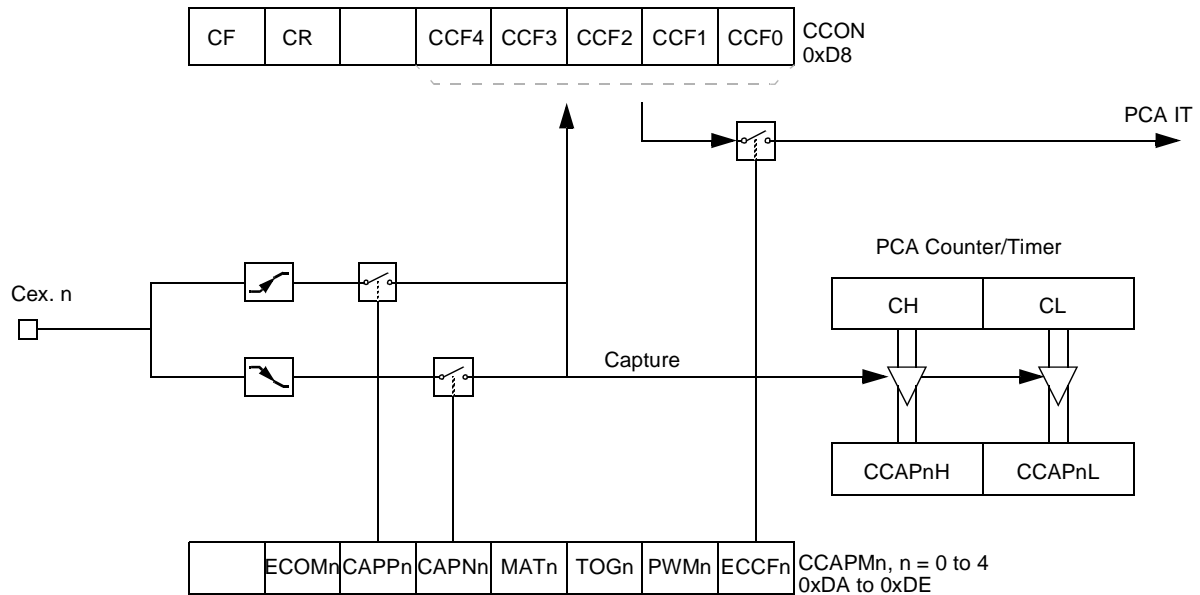 CF CR CCF4 CCF3 CCF2 CCF1 CCF0 CCON
0xD8
PCA IT
PCA Counter/Timer
Cex. n
CH CL
Capture
CCAPnH CCAPnL
ECOMn CAPPn CAPNn MATn TOGn PWMn ECCFn CCAPMn, n = 0 to 4
0xDA to 0xDE